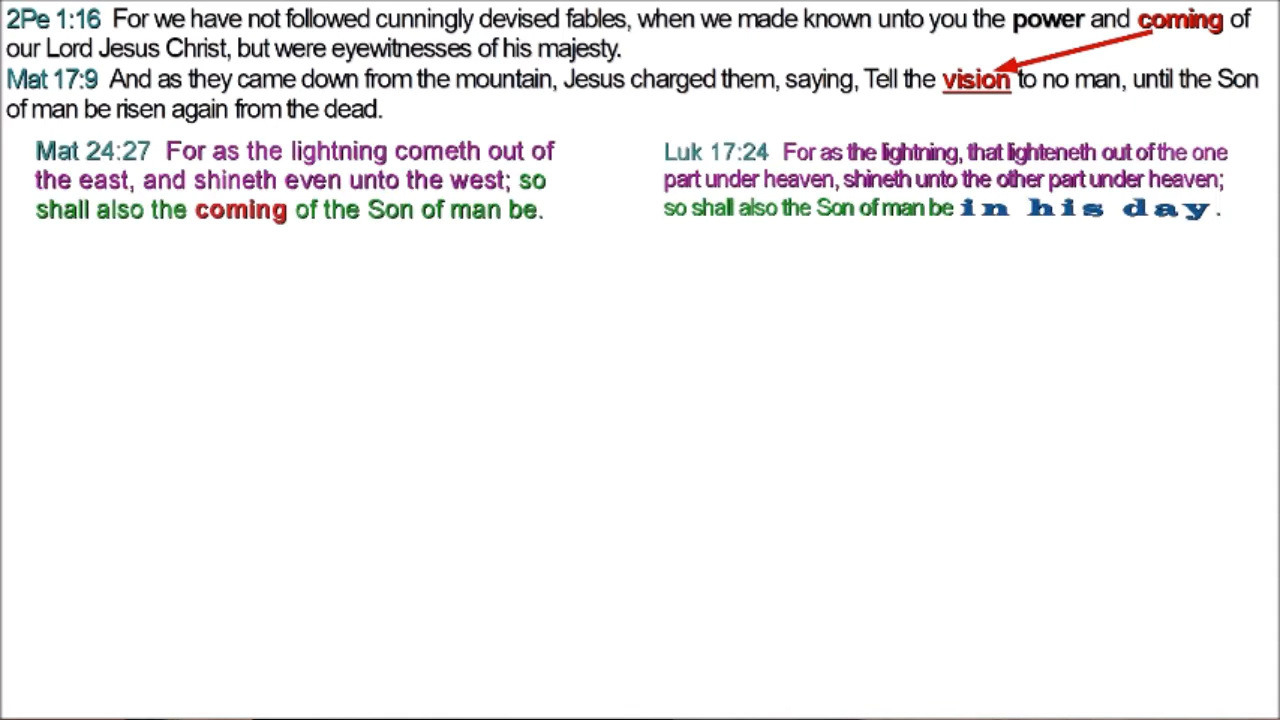 2Pe 1:16 For we have not followed cunningly devised fables, when we made known unto you the power and coming of
our Lord Jesus Christ, but were eyewitnesses of his majesty.
Mat 17:9 And as they came down from the mountain, Jesus charged them, saying, Tell the vision to no man, until the Son
of man be risen again from the dead.
Mat 24:27 For as the lightning cometh out of
the east, and shineth even unto the west; so
shall also the coming of the Son of man be.
Luk 17:24 For as the lightning, that lighteneth out of the one
part under heaven, shineth unto the other part under heaven;
so shall also the Son of man be in his day.